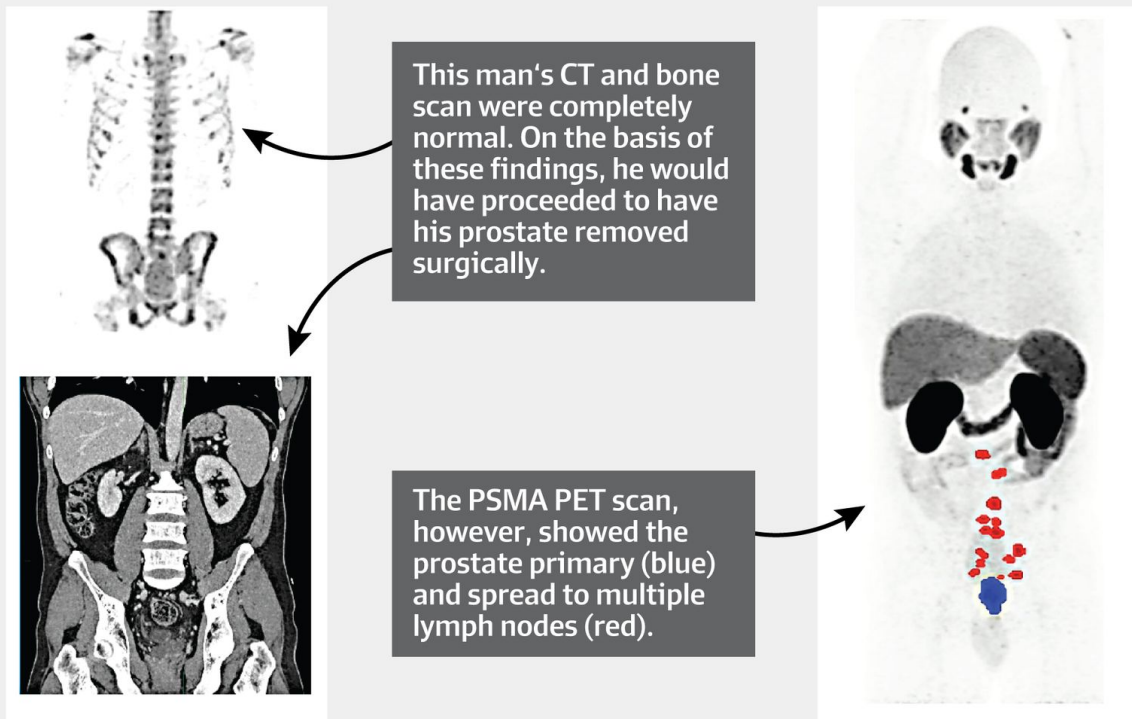 This man‘s CT and bone
scan were completely
normal. On the basis of
these findings, he would
have proceeded to have
his prostate removed
surgically.
The PSMA PET scan,
however, showed the
prostate primary (blue)
and spread to multiple
lymph nodes (red).